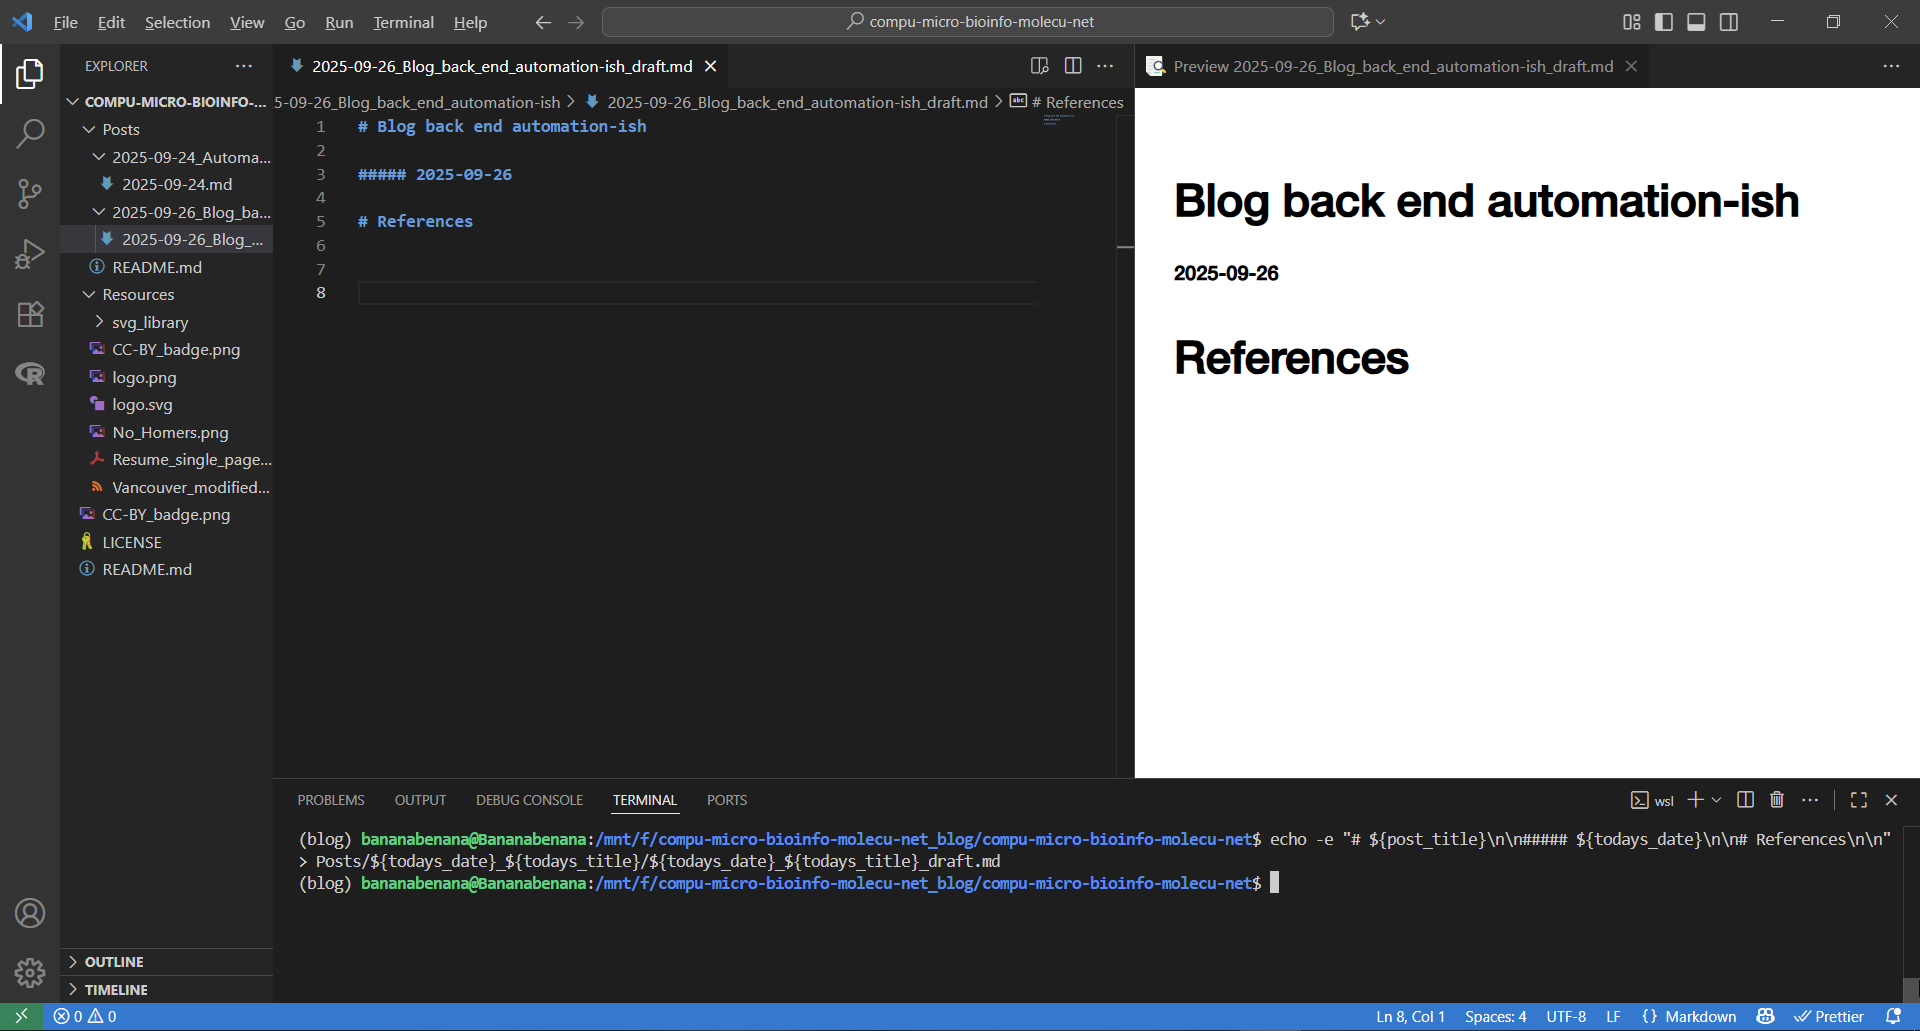 File Edit Selection View Go Run Terminal Help
compu-micro-bioinfo-molecu-net
EXPLORER
COMPU-MICRO-BIOINFO-...
Posts
2025-09-24_Automa...
2025-09-24.md
2025-09-26_Blog_ba...
2025-09-26_Blog_...
README.md
Resources
svg_library
CC-BY_badge.png
logo.png
logo.svg
No_Homers.png
Resume_single_page...
Vancouver_modified...
CC-BY_badge.png
LICENSE
README.md
OUTLINE
TIMELINE
2025-09-26_Blog_back_end_automation-ish_draft.md
5-09-26_Blog_back_end_automation-ish > 2025-09-26_Blog_back_end_automation-ish_draft.md > abc # References
1 # Blog back end automation-ish
2
3 ##### 2025-09-26
4
5 # References
6
7
8
Preview 2025-09-26_Blog_back_end_automation-ish_draft.md
Blog back end automation-ish
2025-09-26
References
PROBLEMS OUTPUT DEBUG CONSOLE TERMINAL PORTS
wsl
(blog) bananabenana@Bananabenana:/mnt/f/compu-micro-bioinfo-molecu-net_blog/compu-micro-bioinfo-molecu-net$ echo -e "# ${post_title}\n\n##### ${todays_date}\n\n# References\n\n"
> Posts/${todays_date}_${todays_title}/${todays_date}_${todays_title}_draft.md
(blog) bananabenana@Bananabenana:/mnt/f/compu-micro-bioinfo-molecu-net_blog/compu-micro-bioinfo-molecu-net$
0 0 Ln 8, Col 1 Spaces: 4 UTF-8 LF {} Markdown Prettier